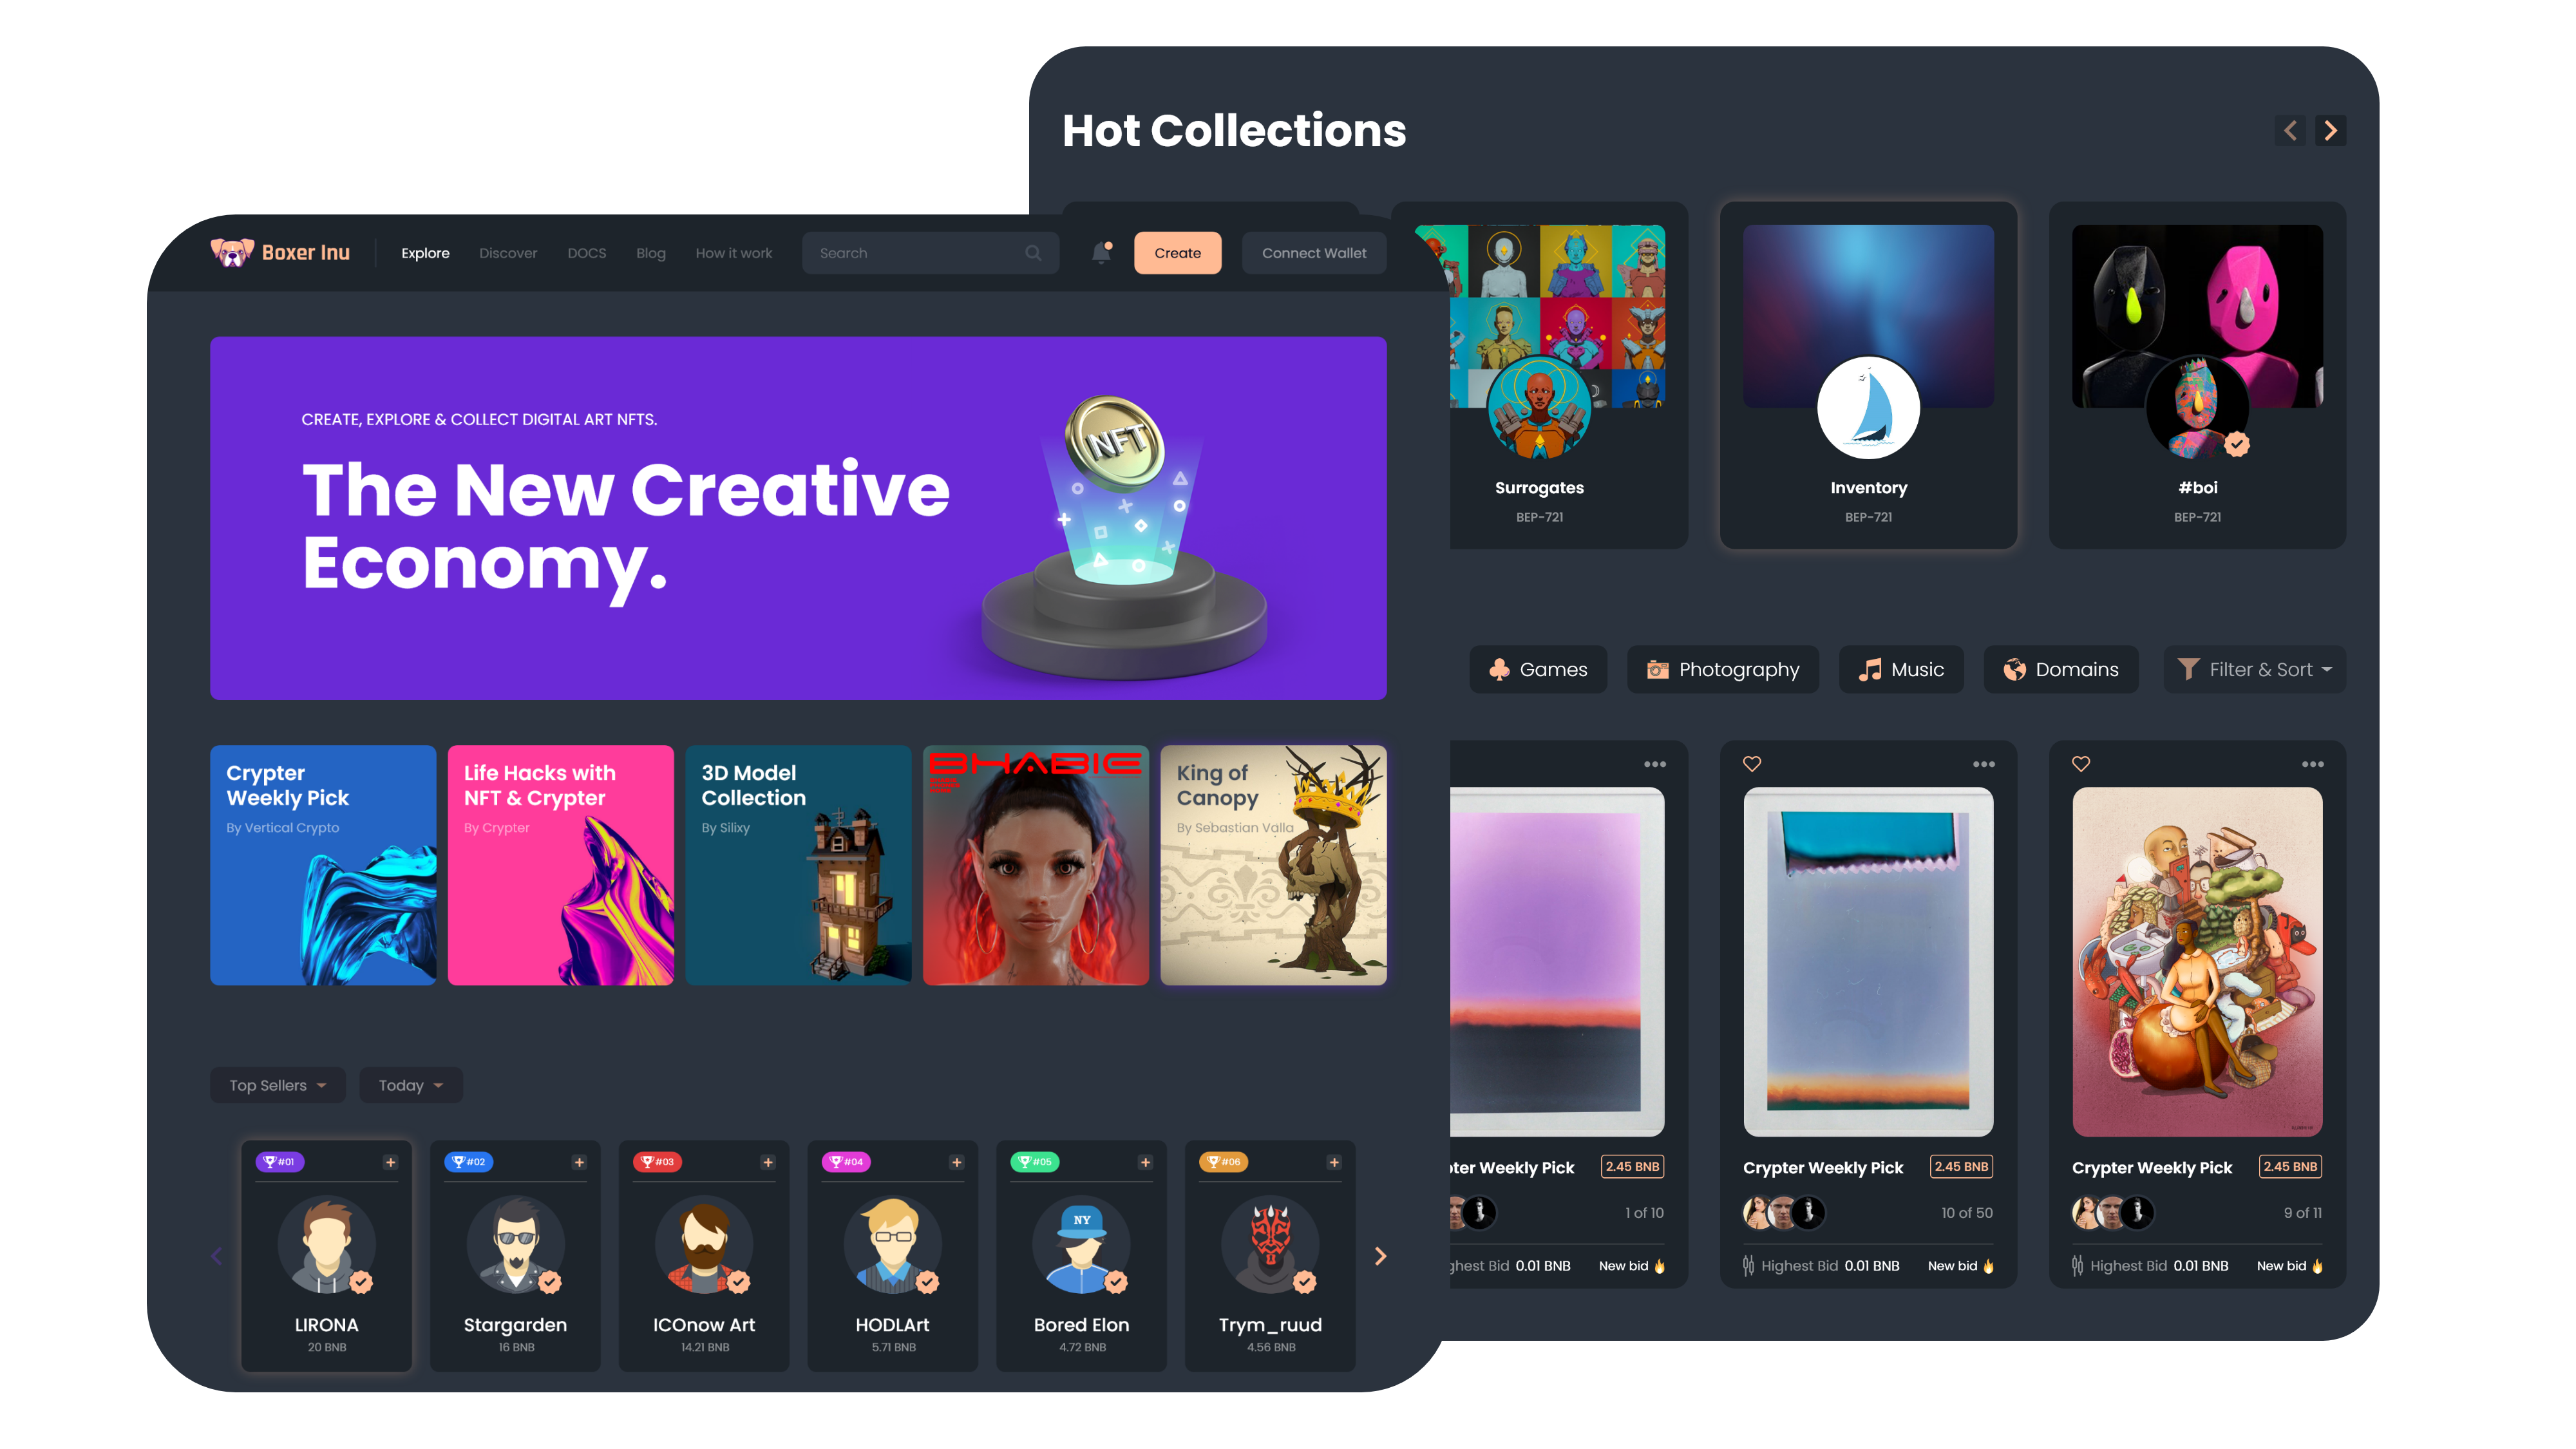 Hot Collections
Boxer Inu
Explore
Discover
DOCS
Blog
How it work
Search
Create
Connect Wallet
CREATE, EXPLORE & COLLECT DIGITAL ART NFTS.
The New Creative
Economy.
NFT
Surrogates
BEP-721
Inventory
BEP-721
#boi
BEP-721
Games
Photography
Music
Domains
Filter & Sort
Crypter
Weekly Pick
By Vertical Crypto
Life Hacks with
NFT & Crypter
By Crypter
3D Model
Collection
By Silixy
BHABIE
King of
Canopy
By Sebastian Valla
Top Sellers
Today
#01
LIRONA
20 BNB
#02
Stargarden
16 BNB
#03
ICOnow Art
14.21 BNB
#04
HODLArt
5.71 BNB
#05
NY
Bored Elon
4.72 BNB
#06
Trym_ruud
4.56 BNB
Weekly Pick
2.45 BNB
1 of 10
Bid 0.01 BNB
New bid
Crypter Weekly Pick
2.45 BNB
10 of 50
Highest Bid 0.01 BNB
New bid
Crypter Weekly Pick
2.45 BNB
9 of 11
Highest Bid 0.01 BNB
New bid